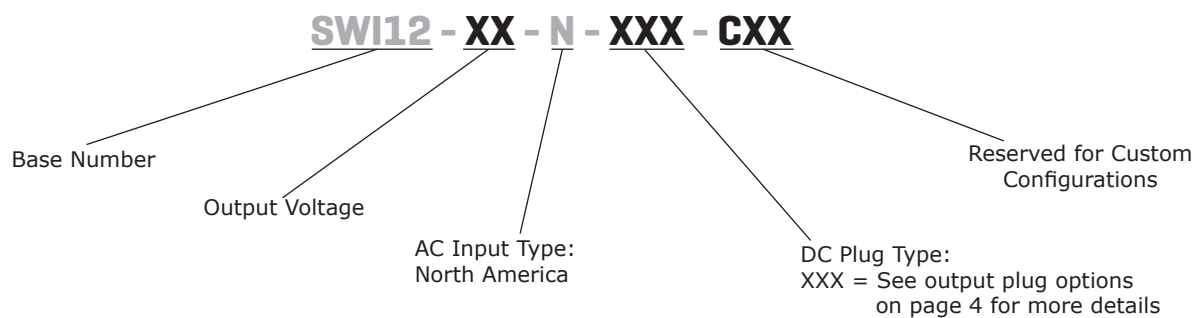 SWI12 - XX - N - XXX - CXX
Base Number
Output Voltage
AC Input Type:
North America
DC Plug Type:
XXX = See output plug options
on page 4 for more details
Reserved for Custom
Configurations